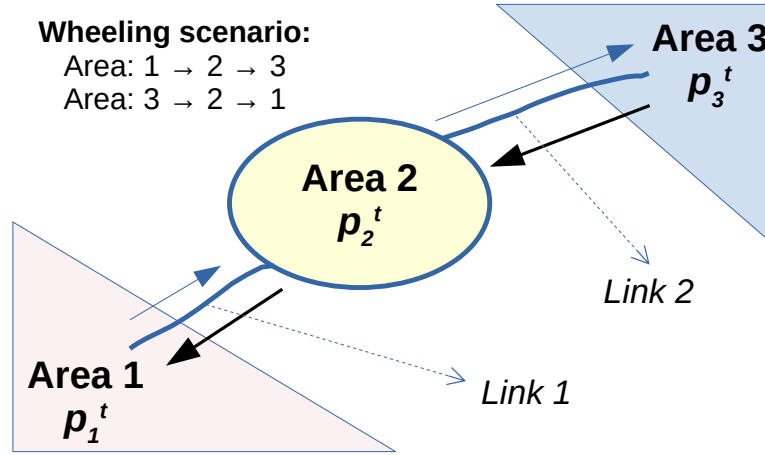 Wheeling scenario:
Area: 1 → 2 → 3
Area: 3 → 2 → 1
Area 3
p₃ᵗ
Area 2
p₂ᵗ
Link 2
Area 1
p₁ᵗ
Link 1